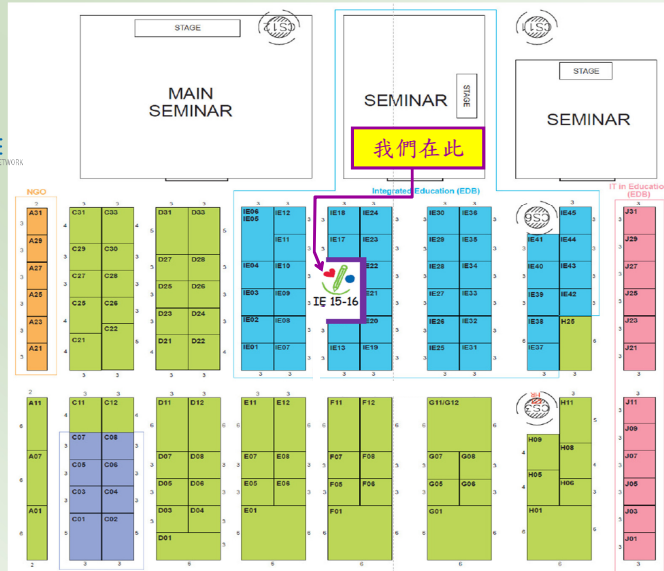 STAGE
CS12
CS11
MAIN
SEMINAR
SEMINAR
STAGE
STAGE
SEMINAR
我們在此
NGO
Integrated Education (EDB)
IT in Education
(EDB)
A31
C31
C33
D31
D33
IE06
IE05
IE12
IE18
IE24
IE30
IE36
CS6
IE45
J31
A29
C29
C30
IE11
IE17
IE23
IE29
IE35
IE41
IE44
J29
A27
C27
C28
D27
D28
IE04
IE10
IE22
IE28
IE34
IE40
IE43
J27
A25
C25
C26
D25
D26
IE03
IE09
IE 15-16
IE21
IE27
IE33
IE39
IE42
J25
A23
C22
D23
D24
IE02
IE08
IE20
IE26
IE32
IE38
H25
J23
A21
C21
D21
D22
IE01
IE07
IE13
IE19
IE25
IE31
IE37
J21
A11
C11
C12
D11
D12
E11
E12
F11
F12
G11/G12
CS3
H11
J11
C07
C08
H09
J09
A07
C05
C06
D07
D08
E07
E08
F07
F08
G07
G08
H08
J07
C03
C04
D05
D06
E05
E06
F05
F06
G05
G06
H05
H06
J05
A01
C01
C02
D03
D04
E01
F01
G01
H01
J03
D01
J01